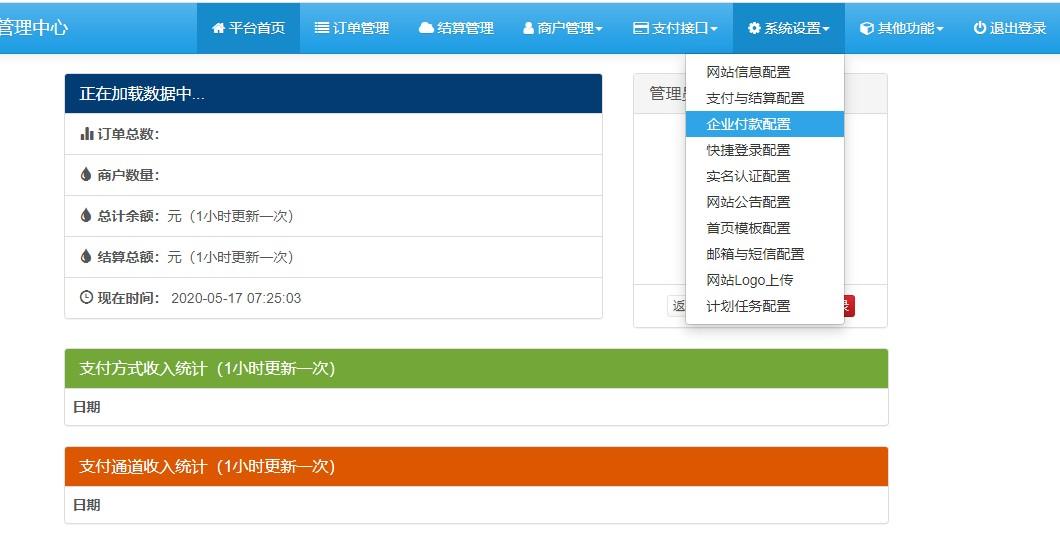 管理中心
平台首页
订单管理
结算管理
商户管理
支付接口
系统设置
其他功能
退出登录
网站信息配置
支付与结算配置
企业付款配置
快捷登录配置
实名认证配置
网站公告配置
首页模板配置
邮箱与短信配置
网站Logo上传
计划任务配置
正在加载数据中...
订单总数：
商户数量：
总计余额：元（1小时更新一次）
结算总额：元（1小时更新一次）
现在时间： 2020-05-17 07:25:03
管理
返
录
支付方式收入统计（1小时更新一次）
日期
支付通道收入统计（1小时更新一次）
日期